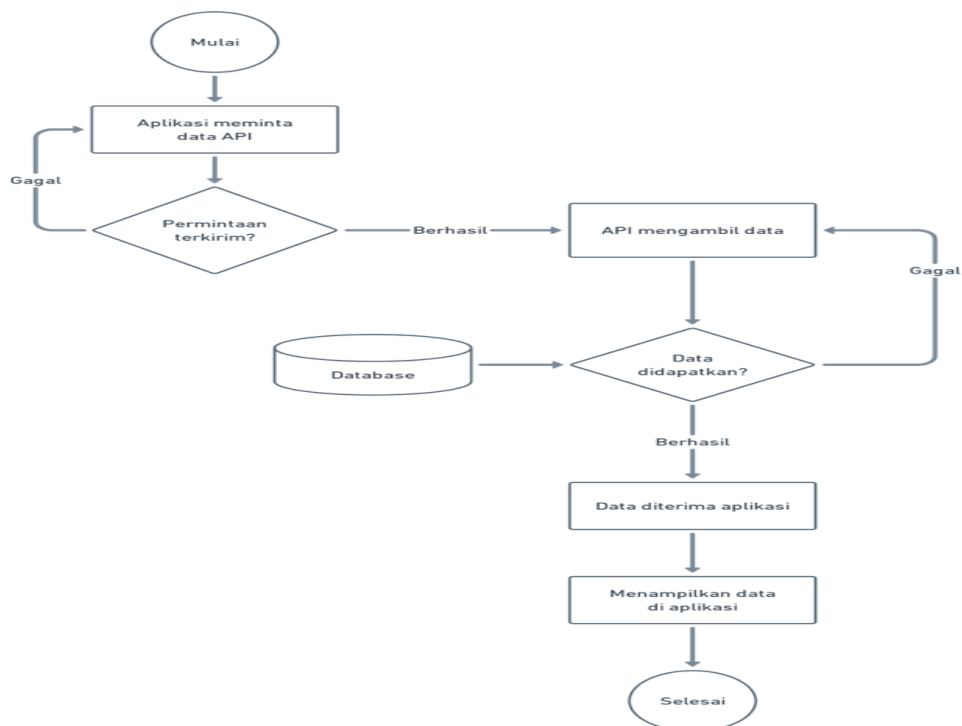 Mulai
Aplikasi meminta
data API
Gagal
Permintaan
terkirim?
Berhasil
API mengambil data
Gagal
Database
Data
didapatkan?
Berhasil
Data diterima aplikasi
Menampilkan data
di aplikasi
Selesai